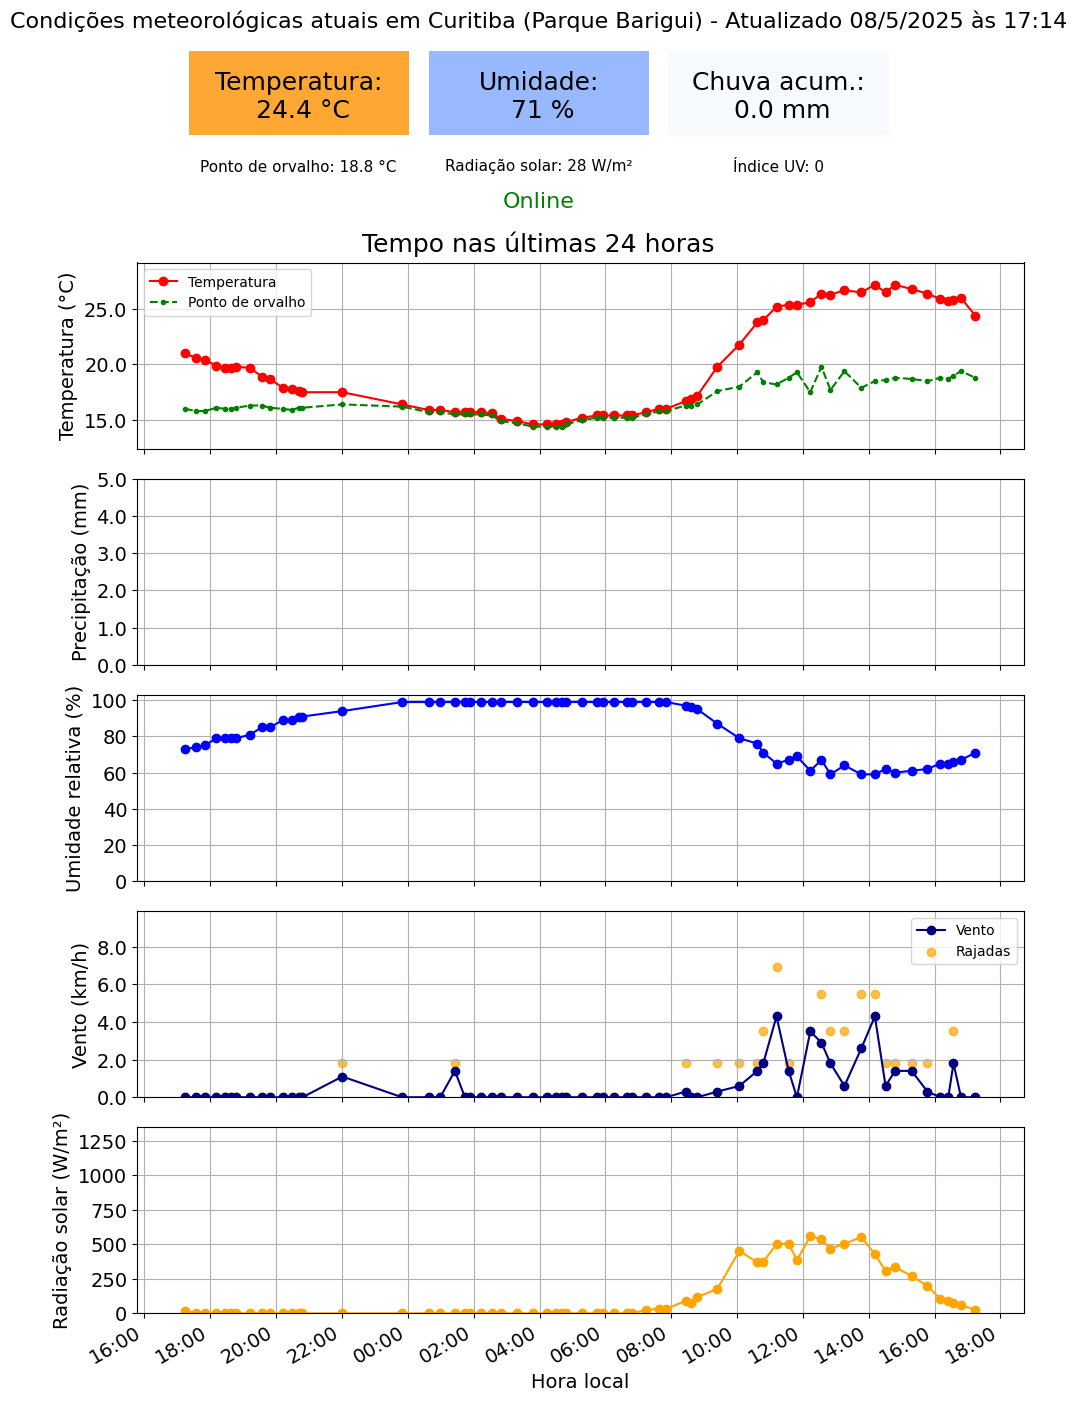 Condições meteorológicas atuais em Curitiba (Parque Barigui) - Atualizado 08/5/2025 às 17:14
Temperatura:
24.4 °C
Umidade:
71 %
Chuva acum.:
0.0 mm
Ponto de orvalho: 18.8 °C
Radiação solar: 28 W/m²
Índice UV: 0
Online
Tempo nas últimas 24 horas
Temperatura (°C)
25.0
20.0
15.0
Temperatura
Ponto de orvalho
Precipitação (mm)
5.0
4.0
3.0
2.0
1.0
0.0
Umidade relativa (%)
100
80
60
40
20
0
Vento (km/h)
8.0
6.0
4.0
2.0
0.0
Vento
Rajadas
Radiação solar (W/m²)
1250
1000
750
500
250
0
16:00
18:00
20:00
22:00
00:00
02:00
04:00
06:00
08:00
10:00
12:00
14:00
16:00
18:00
Hora local